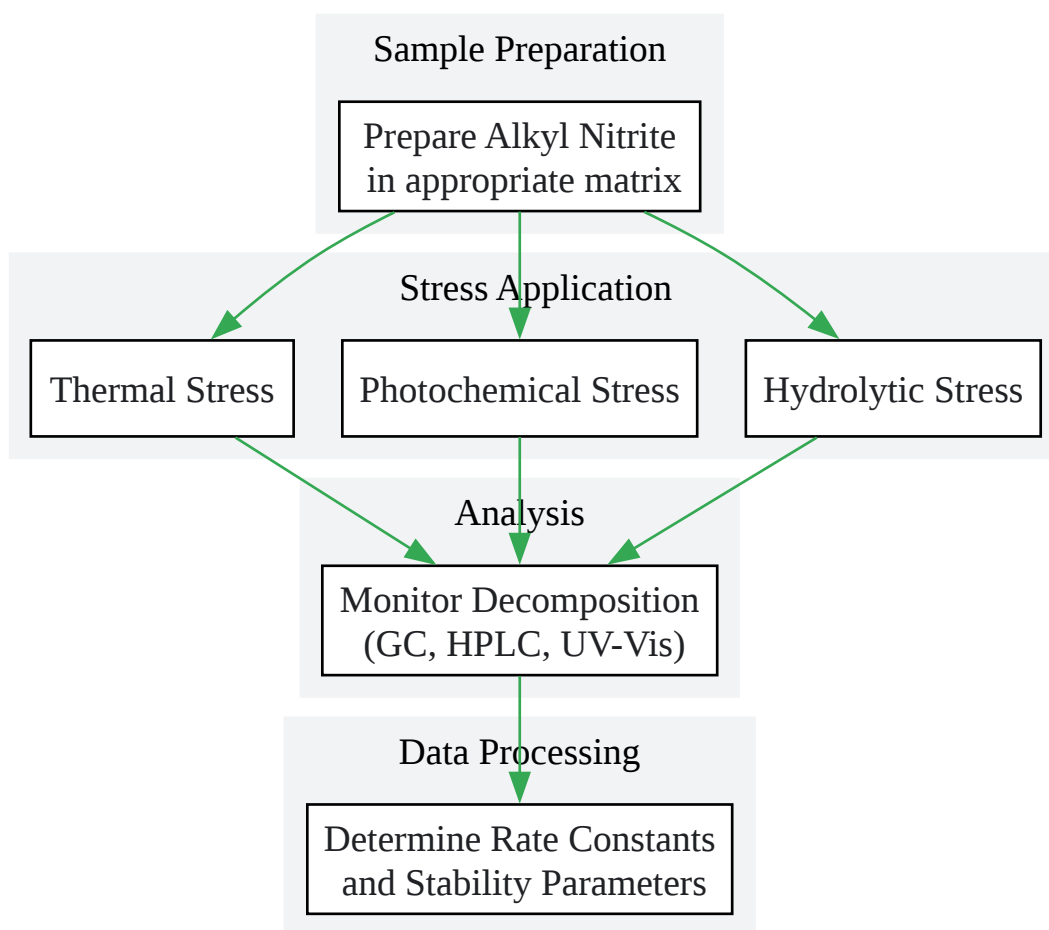 Sample Preparation
Prepare Alkyl Nitrite
in appropriate matrix
Stress Application
Thermal Stress
Photochemical Stress
Hydrolytic Stress
Analysis
Monitor Decomposition
(GC, HPLC, UV-Vis)
Data Processing
Determine Rate Constants
and Stability Parameters